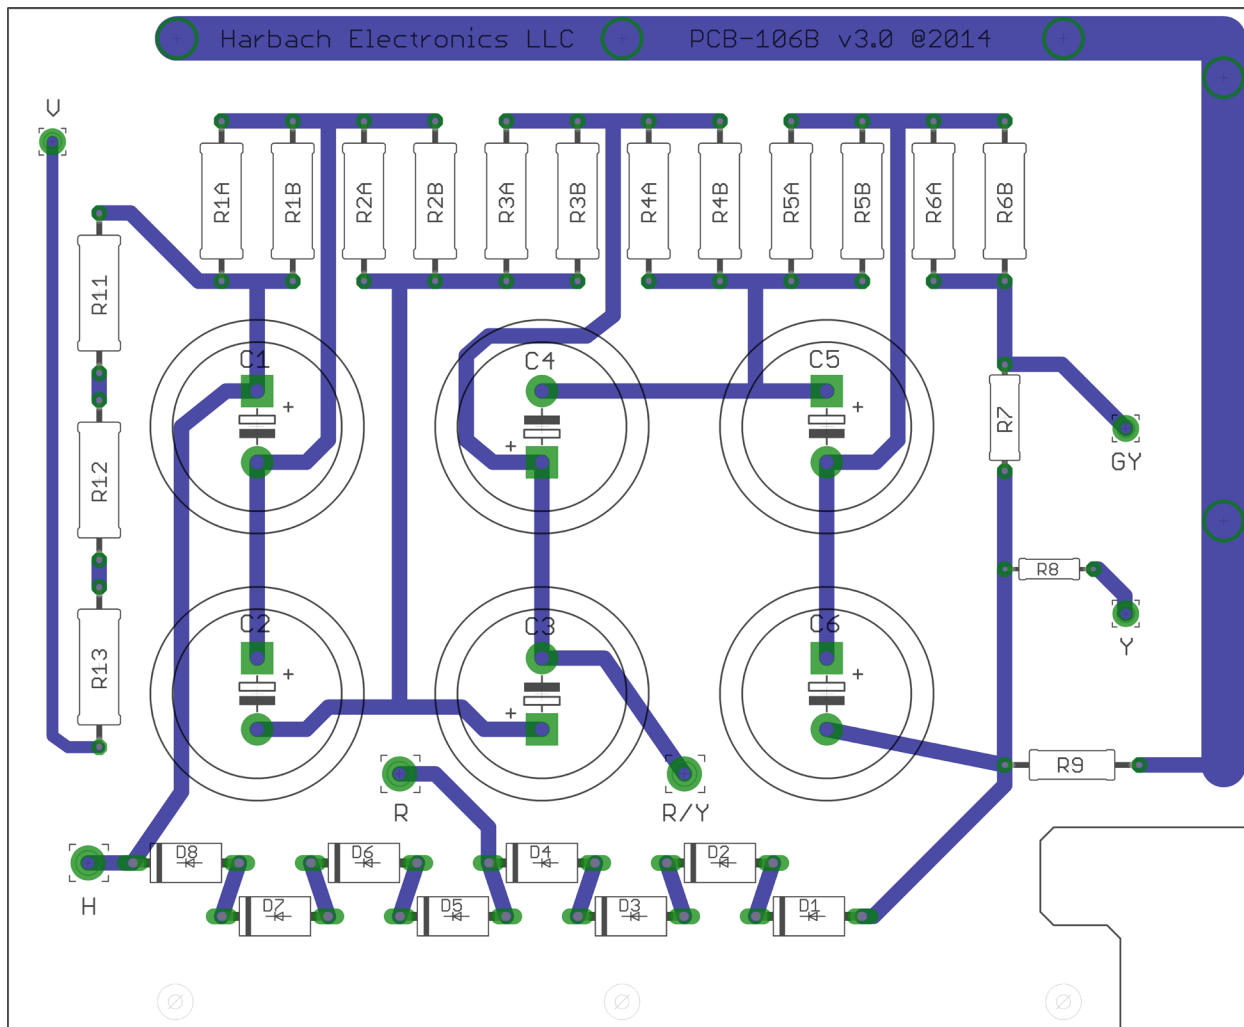 Harbach Electronics LLC PCB-106B v3.0 @2014
V
R1A R1B R2A R2B R3A R3B R4A R4B R5A R5B R6A R6B
R11
C1 C4 C5
+ + +
R7
GY
R12
R8
C2 C3 C6
Y
R13
+ + +
R9
R R/Y
D8 D6 D4 D2
H
D7 D5 D3 D1